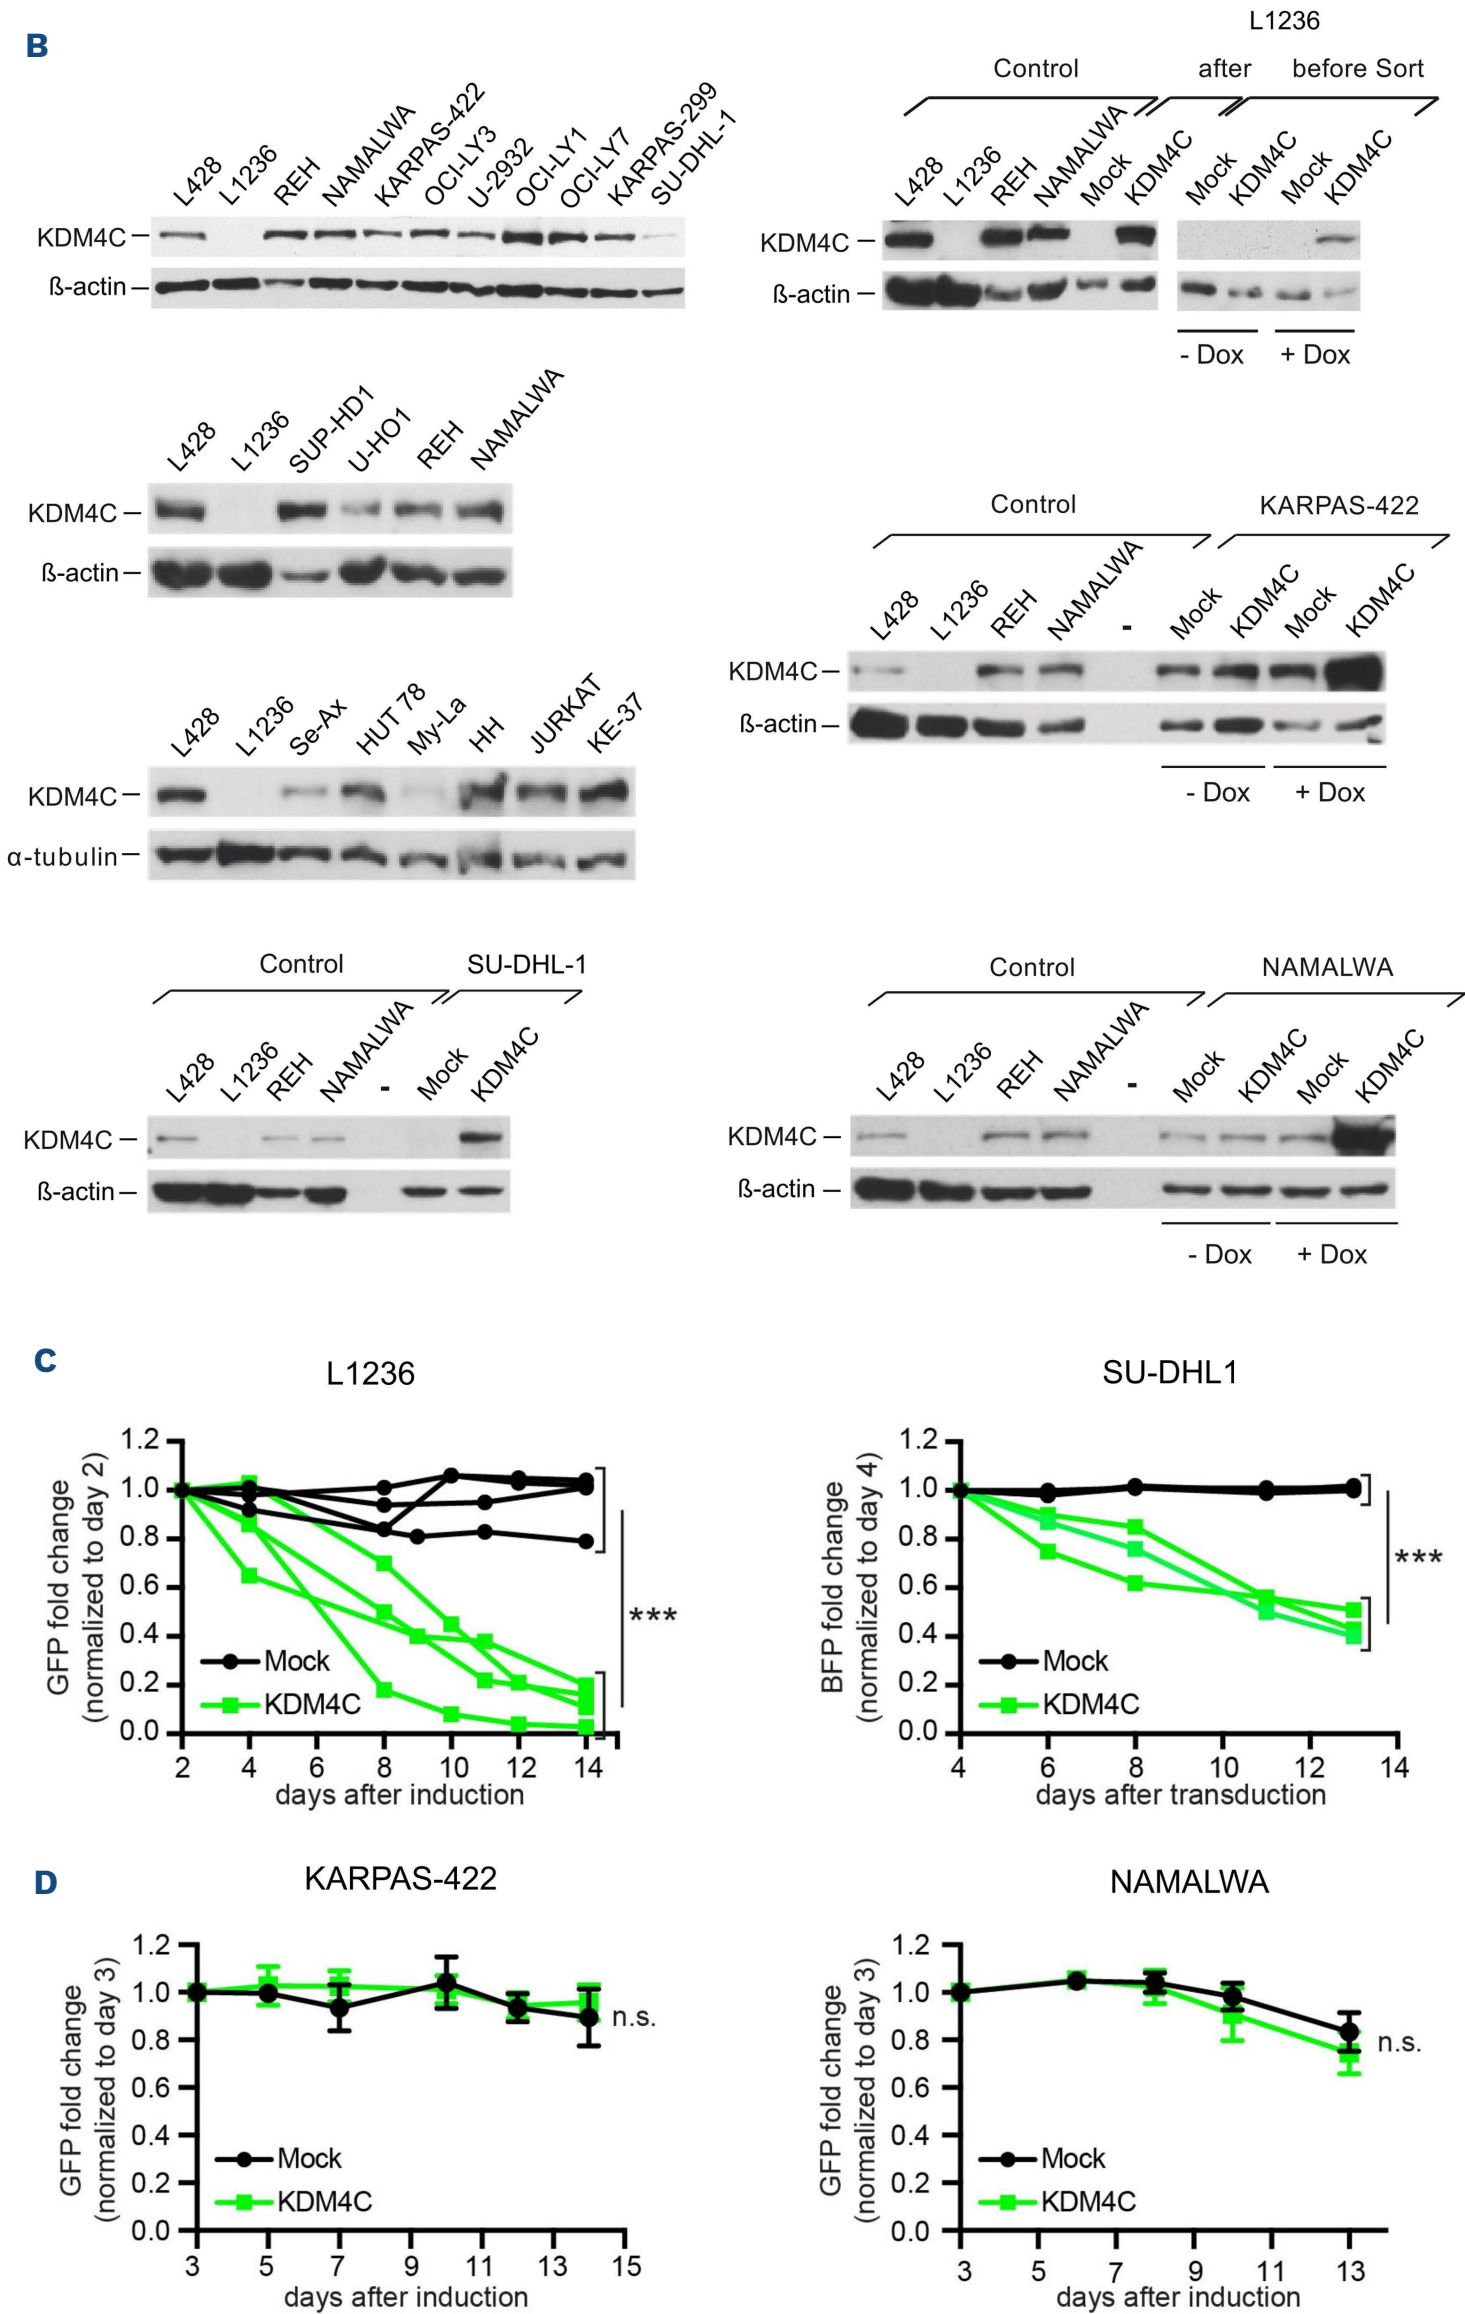 B
L428 L1236 REH NAMALWA KARPAS-422 OCI-LY3 U-2932 OCI-LY1 OCI-LY7 KARPAS-299 SU-DHL-1
KDM4C
ß-actin
L1236
Control after before Sort
L428 L1236 REH NAMALWA Mock KDM4C Mock KDM4C Mock KDM4C
KDM4C
ß-actin
- Dox + Dox
L428 L1236 SUP-HD1 U-HO1 REH NAMALWA
KDM4C
ß-actin
Control KARPAS-422
L428 L1236 REH NAMALWA - Mock KDM4C Mock KDM4C
KDM4C
ß-actin
- Dox + Dox
L428 L1236 Se-Ax HUT 78 My-La HH JURKAT KE-37
KDM4C
α-tubulin
Control SU-DHL-1
L428 L1236 REH NAMALWA - Mock KDM4C
KDM4C
ß-actin
Control NAMALWA
L428 L1236 REH NAMALWA - Mock KDM4C Mock KDM4C
KDM4C
ß-actin
- Dox + Dox
C
L1236
GFP fold change
(normalized to day 2)
1.2
1.0
0.8
0.6
0.4
0.2
0.0
***
Mock
KDM4C
2 4 6 8 10 12 14
days after induction
SU-DHL1
BFP fold change
(normalized to day 4)
1.2
1.0
0.8
0.6
0.4
0.2
0.0
***
Mock
KDM4C
4 6 8 10 12 14
days after transduction
D
KARPAS-422
GFP fold change
(normalized to day 3)
1.2
1.0
0.8
0.6
0.4
0.2
0.0
n.s.
Mock
KDM4C
3 5 7 9 11 13 15
days after induction
NAMALWA
GFP fold change
(normalized to day 3)
1.2
1.0
0.8
0.6
0.4
0.2
0.0
n.s.
Mock
KDM4C
3 5 7 9 11 13
days after induction